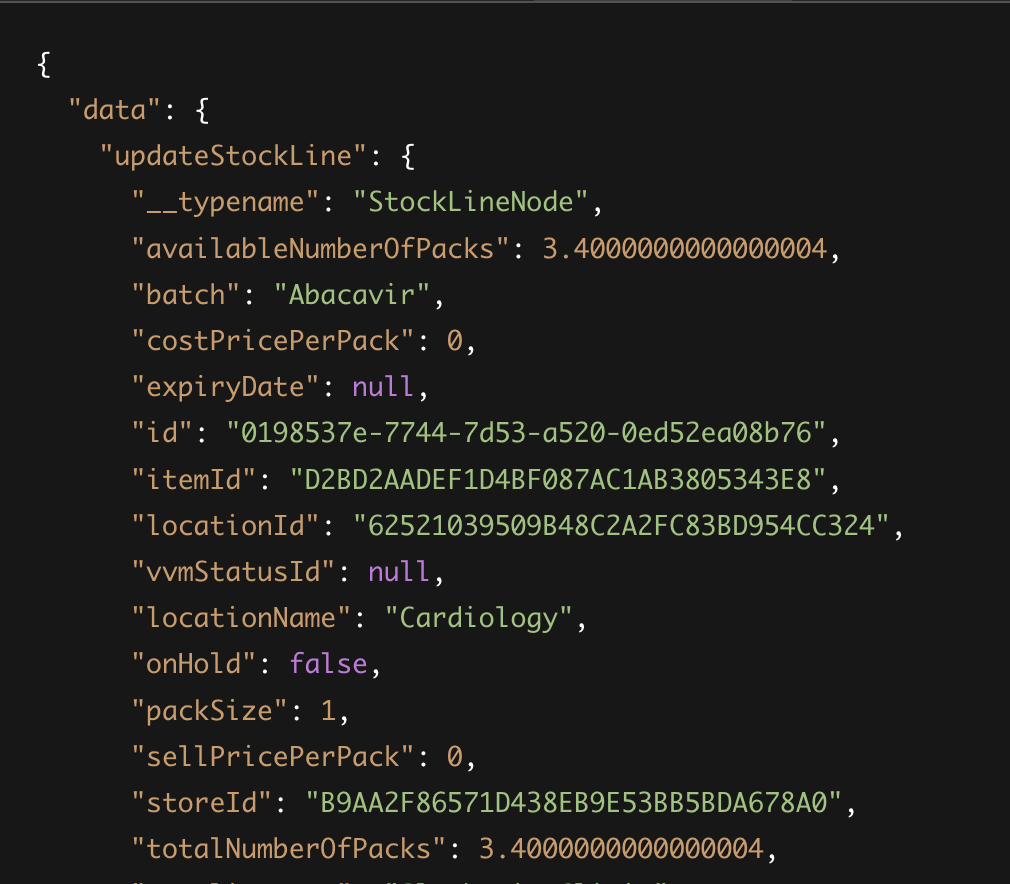 {
"data": {
"updateStockLine": {
"__typename": "StockLineNode",
"availableNumberOfPacks": 3.4000000000000004,
"batch": "Abacavir",
"costPricePerPack": 0,
"expiryDate": null,
"id": "0198537e-7744-7d53-a520-0ed52ea08b76",
"itemId": "D2BD2AADEF1D4BF087AC1AB3805343E8",
"locationId": "62521039509B48C2A2FC83BD954CC324",
"vvmStatusId": null,
"locationName": "Cardiology",
"onHold": false,
"packSize": 1,
"sellPricePerPack": 0,
"storeId": "B9AA2F86571D438EB9E53BB5BDA678A0",
"totalNumberOfPacks": 3.4000000000000004,